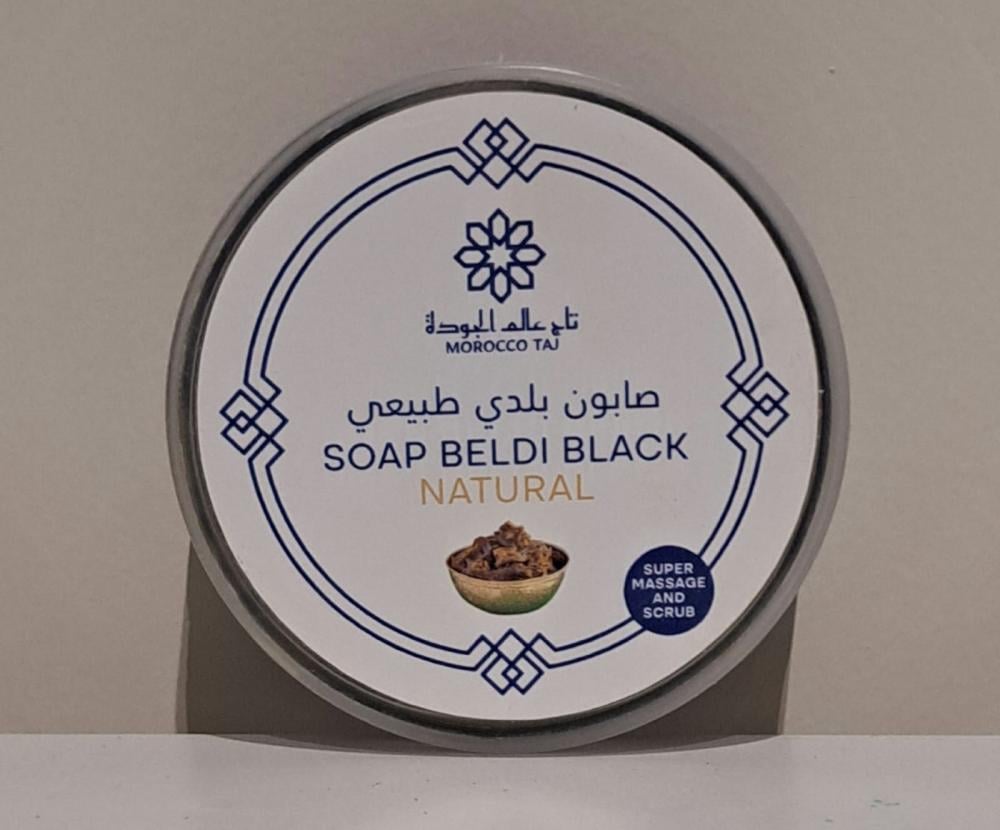 تاج عالم الجودة
MOROCCO TAJ
صابون بلدي طبيعي
SOAP BELDI BLACK
NATURAL
SUPER
MASSAGE
AND
SCRUB